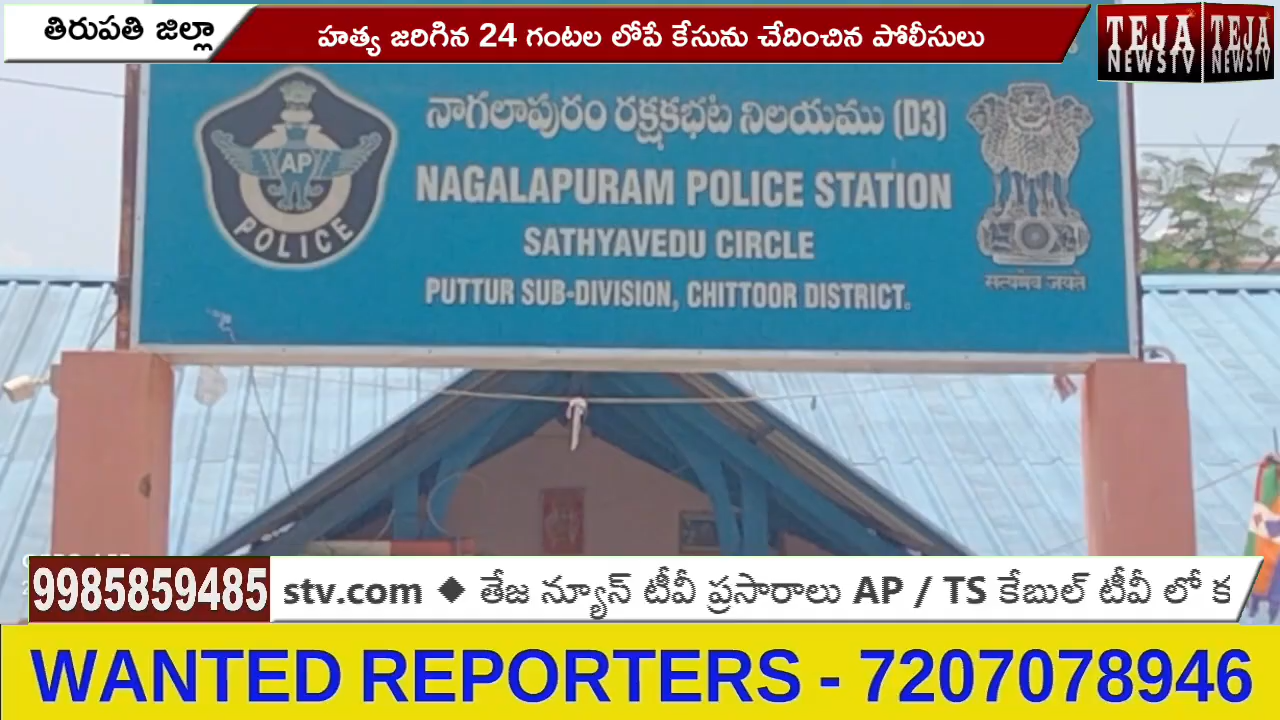 తిరుపతి జిల్లా
హత్య జరిగిన 24 గంటల లోపే కేసును చేదించిన పోలీసులు
TEJA TEJA
NEWSTV NEWSTV
నాగలాపురం రక్షకభట నిలయము (D3)
AP
POLICE
NAGALAPURAM POLICE STATION
SATHYAVEDU CIRCLE
PUTTUR SUB-DIVISION, CHITTOOR DISTRICT.
सत्यमेव जयते
9985859485
stv.com ◆ తేజ న్యూస్ టీవీ ప్రసారాలు AP / TS కేబుల్ టీవీ లో క
WANTED REPORTERS - 7207078946